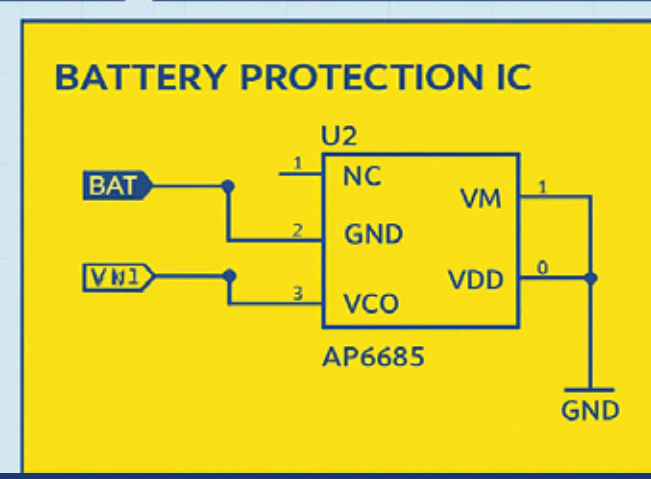 BATTERY PROTECTION IC
U2
1 NC
BAT
VM 1
2 GND
VDD 0
3 VCO
AP6685
GND